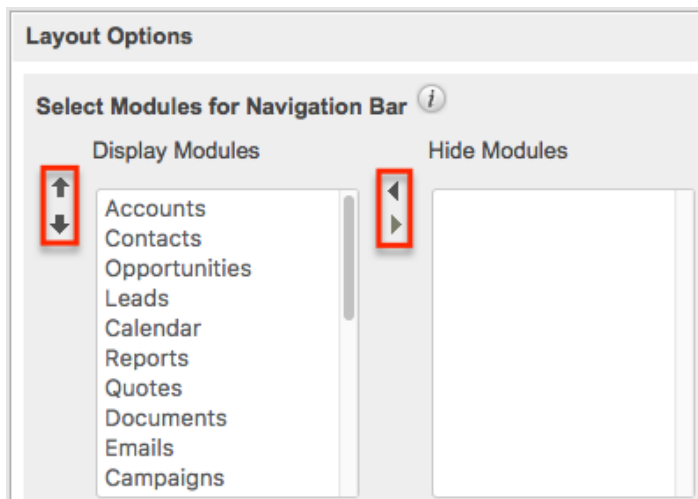 Layout Options
Select Modules for Navigation Bar i
Display Modules
Hide Modules
Accounts
Contacts
Opportunities
Leads
Calendar
Reports
Quotes
Documents
Emails
Campaigns